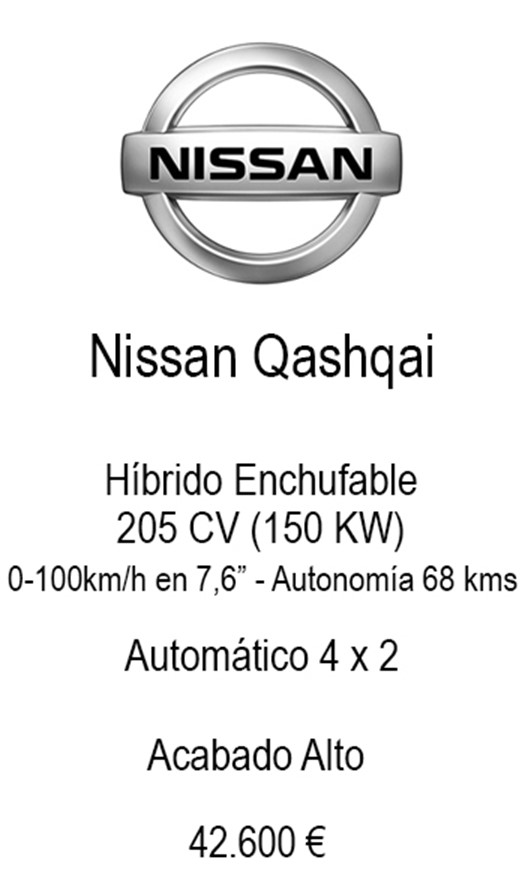 NISSAN
Nissan Qashqai
Híbrido Enchufable
205 CV (150 KW)
0-100km/h en 7,6” - Autonomía 68 kms
Automático 4 x 2
Acabado Alto
42.600 €